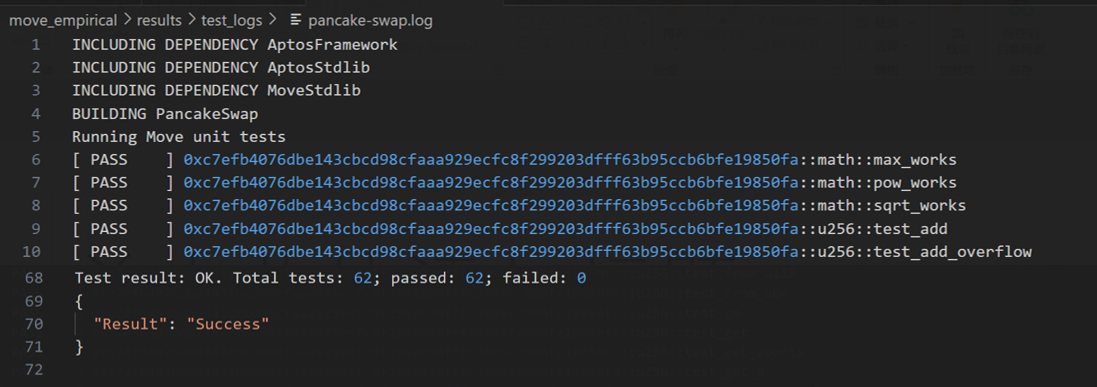 move_empirical > results > test_logs > pancake-swap.log
1 INCLUDING DEPENDENCY AptosFramework
2 INCLUDING DEPENDENCY AptosStdlib
3 INCLUDING DEPENDENCY MoveStdlib
4 BUILDING PancakeSwap
5 Running Move unit tests
6 [ PASS    ] 0xc7efb4076dbe143cbcd98cfaaa929ecfc8f299203dfff63b95ccb6bfe19850fa::math::max_works
7 [ PASS    ] 0xc7efb4076dbe143cbcd98cfaaa929ecfc8f299203dfff63b95ccb6bfe19850fa::math::pow_works
8 [ PASS    ] 0xc7efb4076dbe143cbcd98cfaaa929ecfc8f299203dfff63b95ccb6bfe19850fa::math::sqrt_works
9 [ PASS    ] 0xc7efb4076dbe143cbcd98cfaaa929ecfc8f299203dfff63b95ccb6bfe19850fa::u256::test_add
10 [ PASS    ] 0xc7efb4076dbe143cbcd98cfaaa929ecfc8f299203dfff63b95ccb6bfe19850fa::u256::test_add_overflow
68 Test result: OK. Total tests: 62; passed: 62; failed: 0
69 {
70   "Result": "Success"
71 }
72